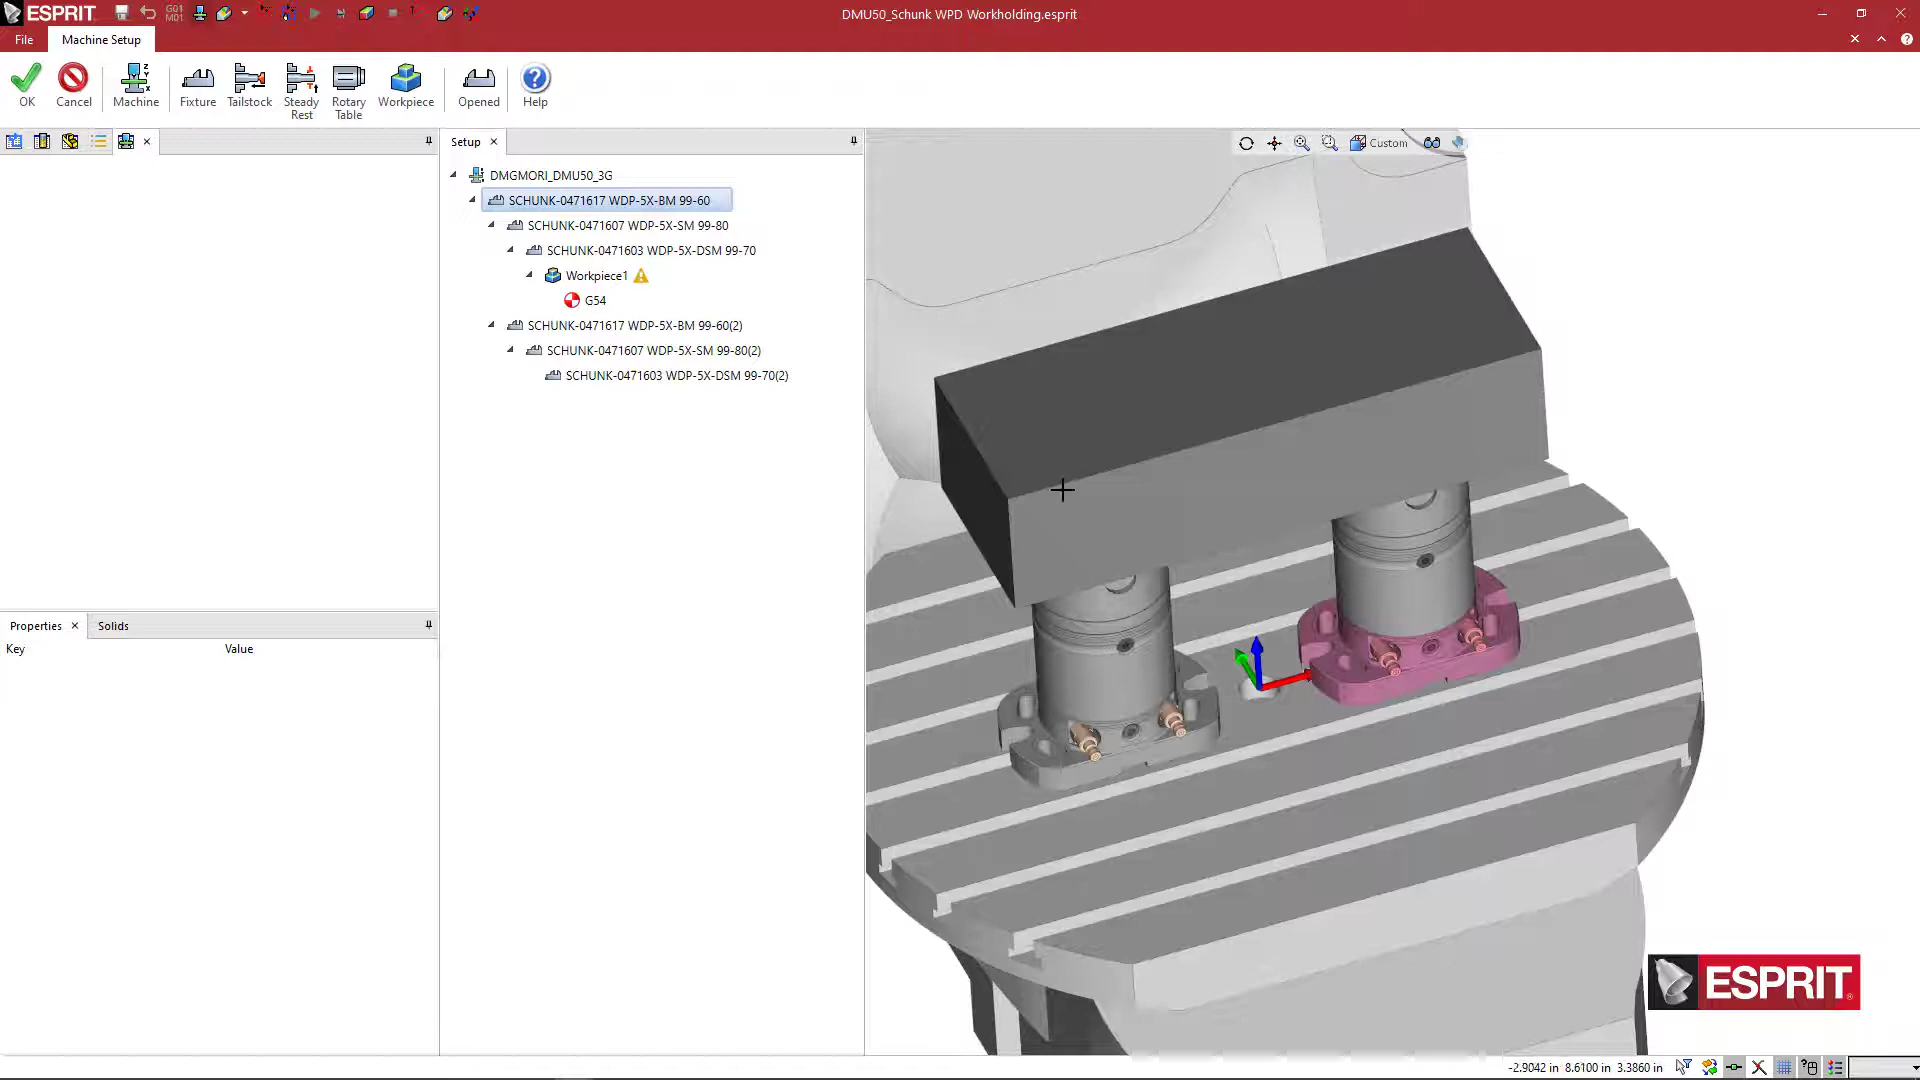 ESPRIT
G01
M01
DMU50_Schunk WPD Workholding.esprit
File
Machine Setup
OK
Cancel
Machine
Fixture
Tailstock
Steady Rest
Rotary Table
Workpiece
Opened
Help
Setup
Custom
DMGMORI_DMU50_3G
SCHUNK-0471617 WDP-5X-BM 99-60
SCHUNK-0471607 WDP-5X-SM 99-80
SCHUNK-0471603 WDP-5X-DSM 99-70
Workpiece1
G54
SCHUNK-0471617 WDP-5X-BM 99-60(2)
SCHUNK-0471607 WDP-5X-SM 99-80(2)
SCHUNK-0471603 WDP-5X-DSM 99-70(2)
Properties
Solids
Key
Value
ESPRIT
-2.9042 in 8.6100 in 3.3860 in